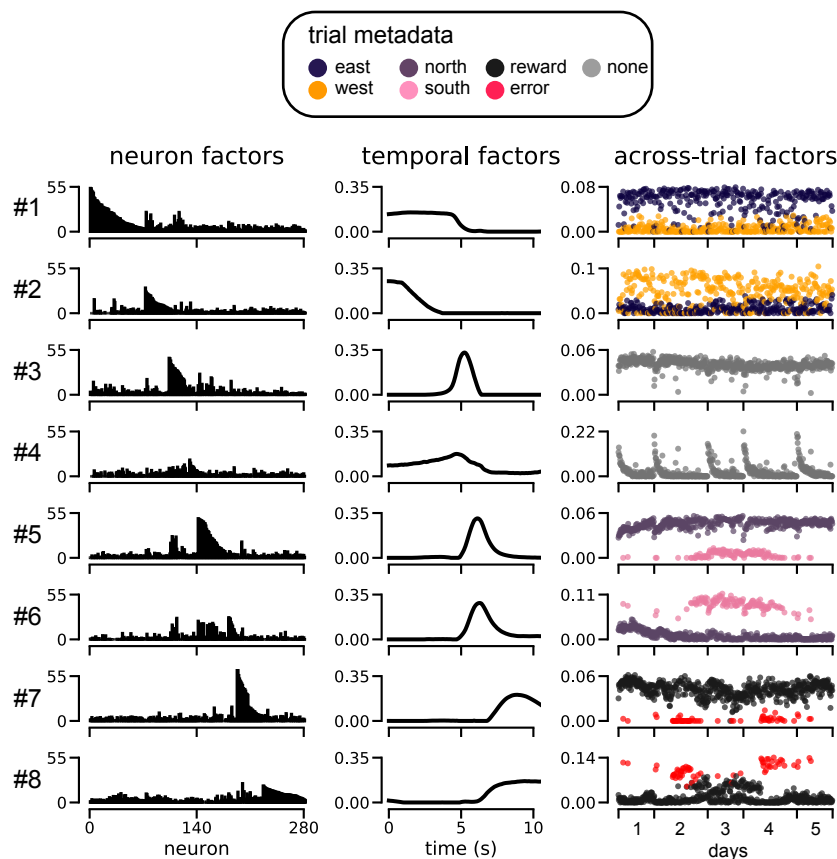 trial metadata
east north reward none
west south error
neuron factors temporal factors across-trial factors
#1 55 0 0.35 0.00 0.08 0.00
#2 55 0 0.35 0.00 0.1 0.0
#3 55 0 0.35 0.00 0.06 0.00
#4 55 0 0.35 0.00 0.22 0.00
#5 55 0 0.35 0.00 0.06 0.00
#6 55 0 0.35 0.00 0.11 0.00
#7 55 0 0.35 0.00 0.06 0.00
#8 55 0 0.35 0.00 0.14 0.00
0 140 280 0 5 10 1 2 3 4 5
neuron time (s) days